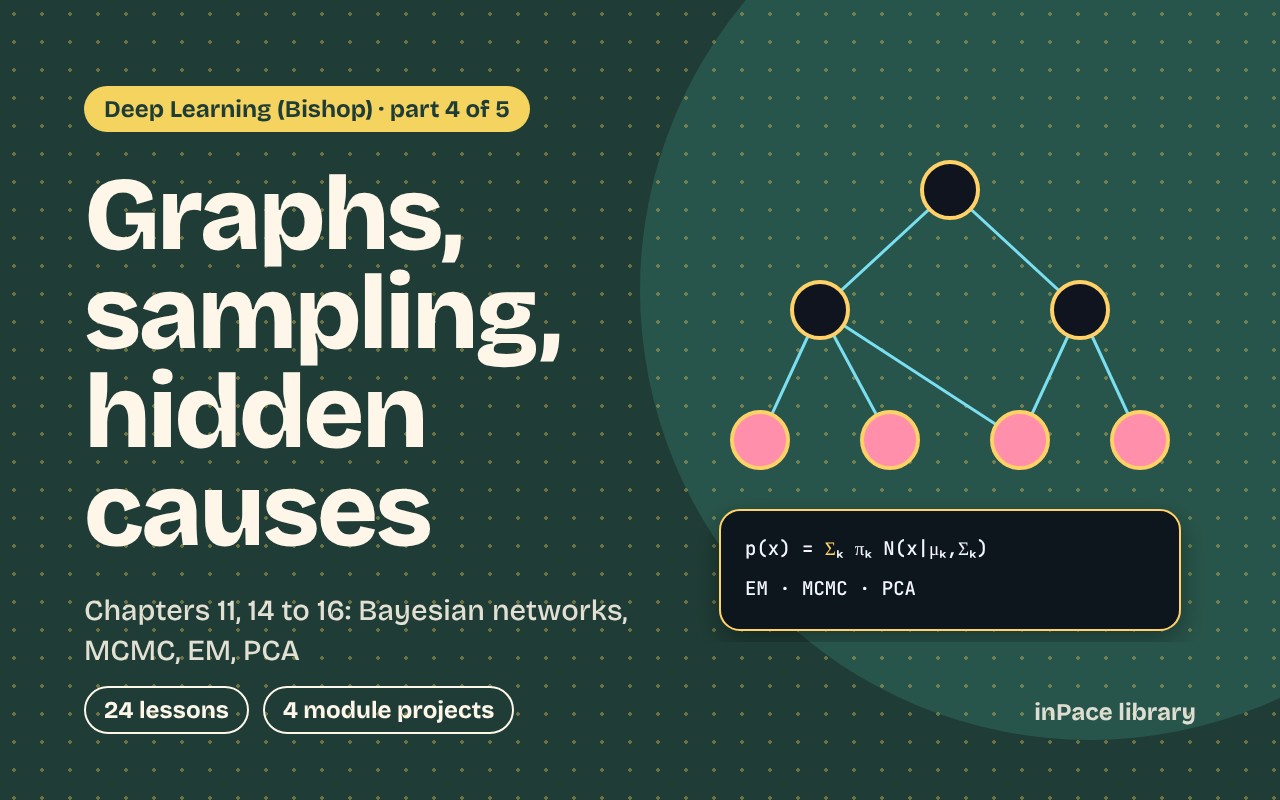 Deep Learning (Bishop) · part 4 of 5
Graphs,
sampling,
hidden
causes
Chapters 11, 14 to 16: Bayesian networks,
MCMC, EM, PCA
24 lessons
4 module projects
p(x) = Σₖ πₖ N(x|μₖ,Σₖ)
EM · MCMC · PCA
inPace library